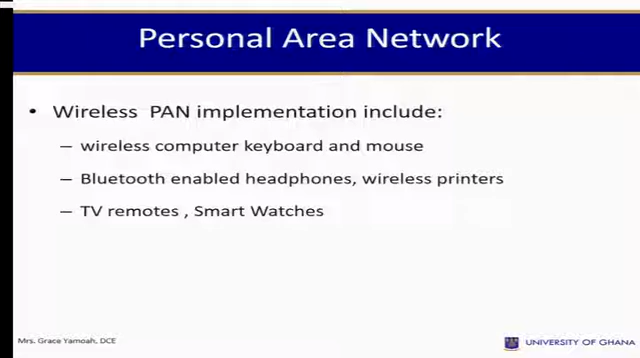 Personal Area Network
• Wireless PAN implementation include:
– wireless computer keyboard and mouse
– Bluetooth enabled headphones, wireless printers
– TV remotes , Smart Watches
Mrs. Grace Yamoah, DCE
UNIVERSITY OF GHANA